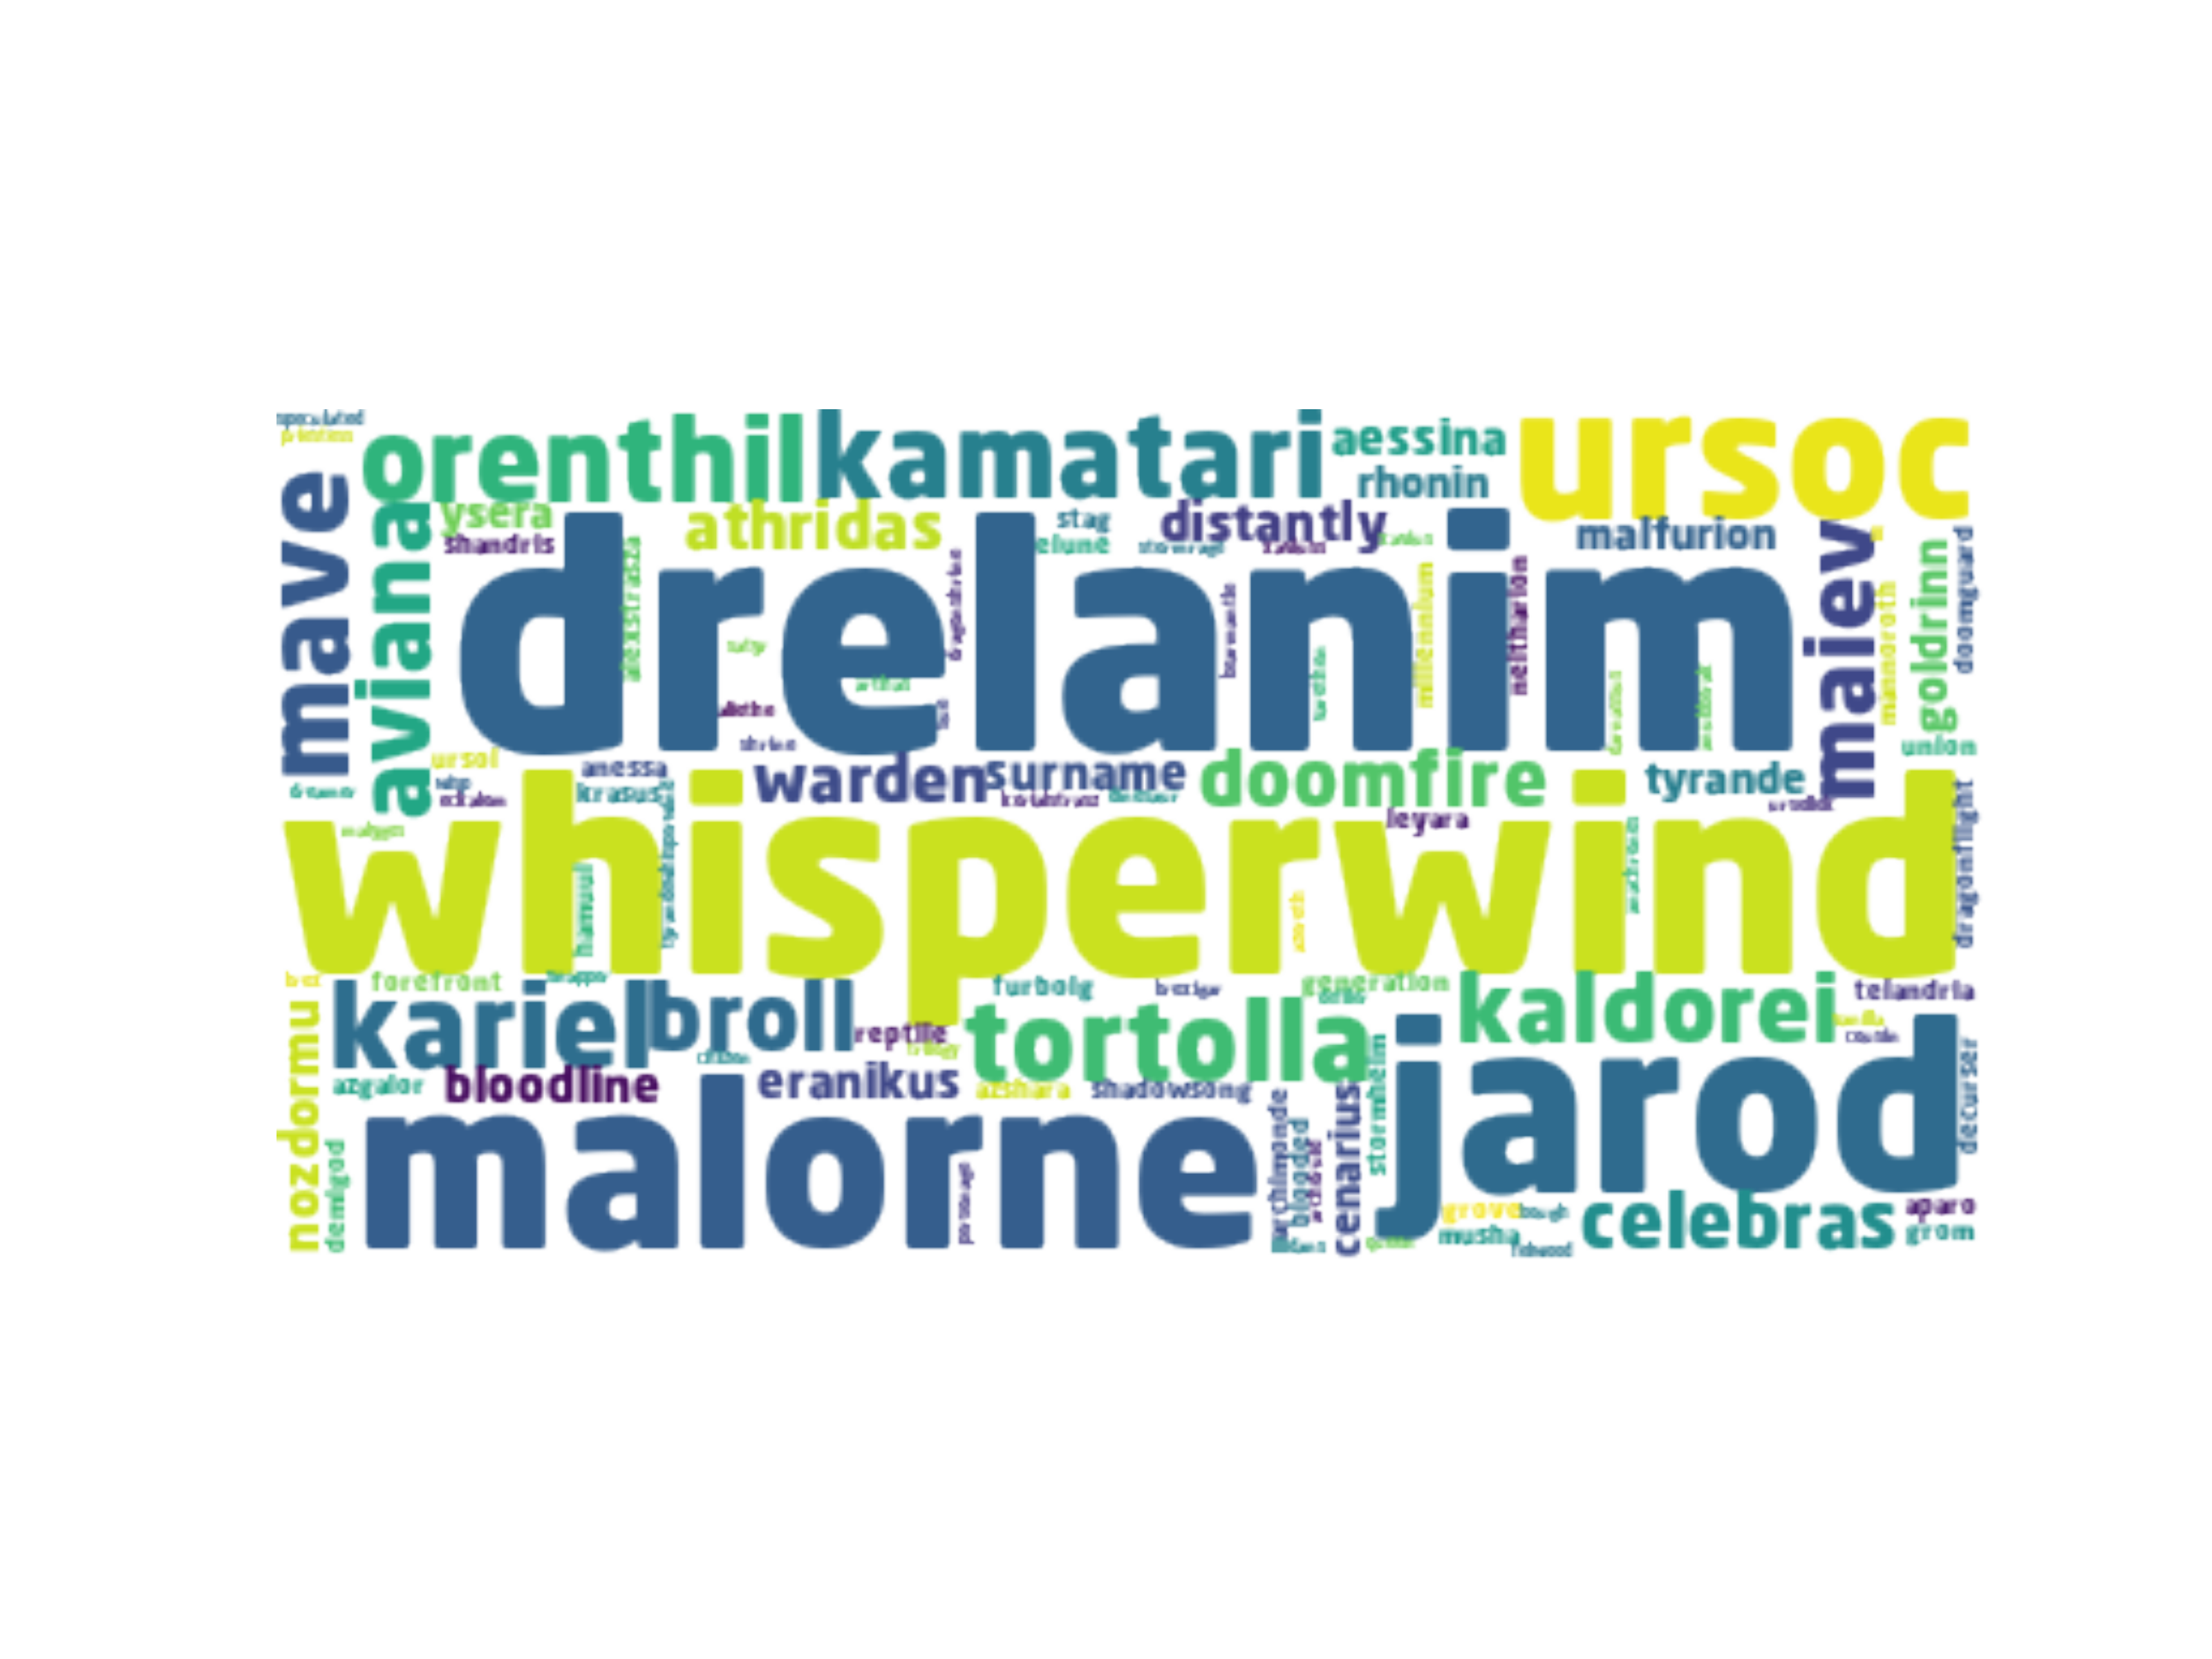 speculated
orenthil kamatari aessina ursoc
rhonin
mave
aviana
ysera athridas stag distantly malfurion
shandris elune
drelanim
alexstrasza
millennium
neltharion
maiev
mannoroth
goldrinn
doomguard
union
ursol
anessa warden surname doomfire tyrande
krasus
leyara
whisperwind
hamuul
dragonflight
forefront furbolg generation kaldorei telandria
kariel broll tortolla
reptile
nozdormu
azgalor bloodline eranikus azshara shadowsong
stormheim
jarod
decurser
demigod
malorne
archimonde
blooded
cenarius
grove celebras aparo
musha grom